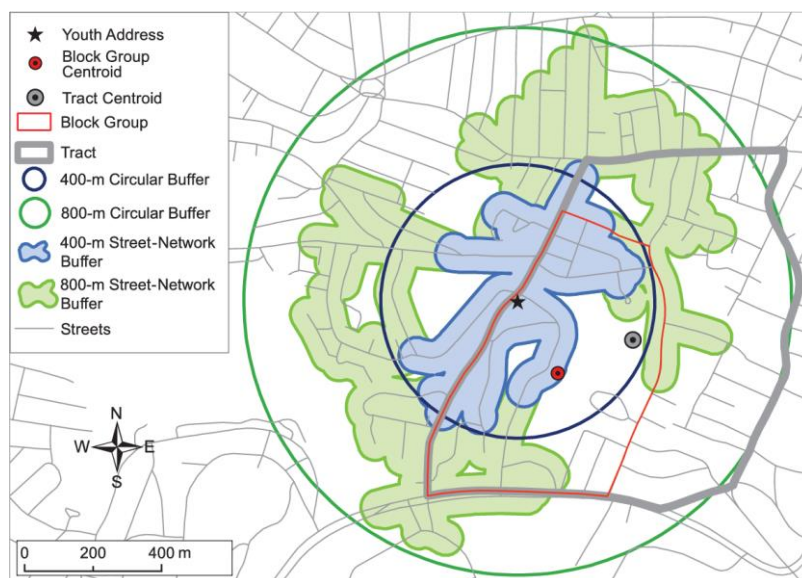 Youth Address
Block Group
Centroid
Tract Centroid
Block Group
Tract
400-m Circular Buffer
800-m Circular Buffer
400-m Street-Network
Buffer
800-m Street-Network
Buffer
Streets
N
W E
S
0 200 400 m